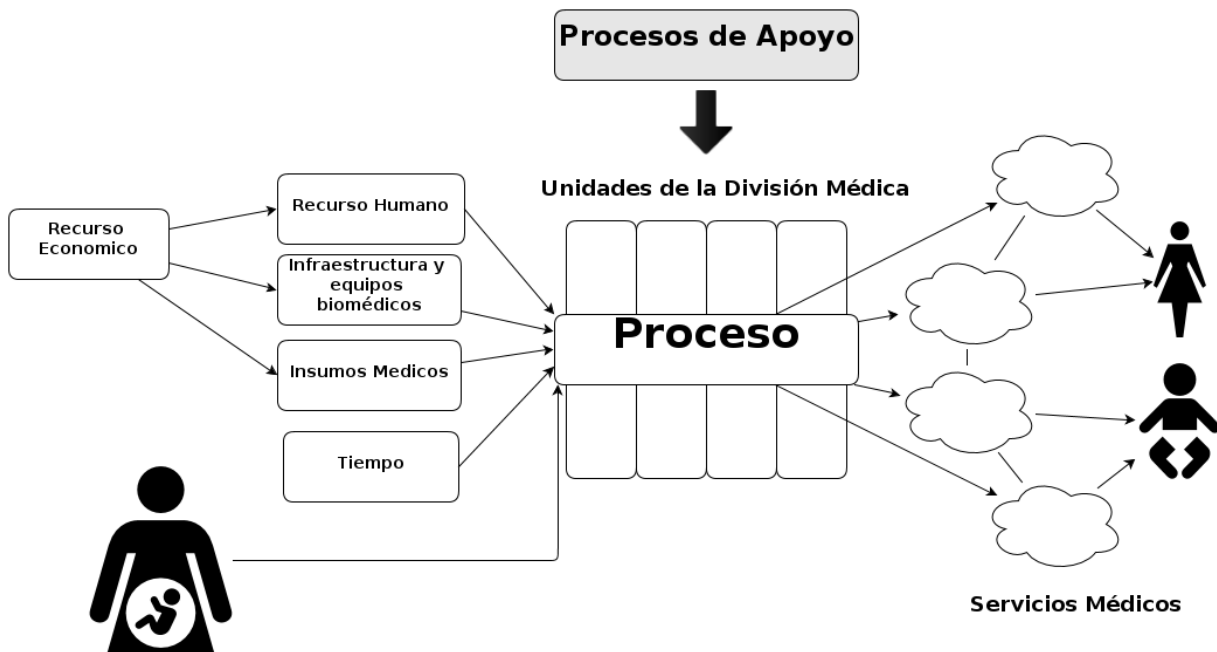 Procesos de Apoyo
Unidades de la División Médica
Recurso
Economico
Recurso Humano
Infraestructura y
equipos
biomédicos
Insumos Medicos
Tiempo
Proceso
Servicios Médicos